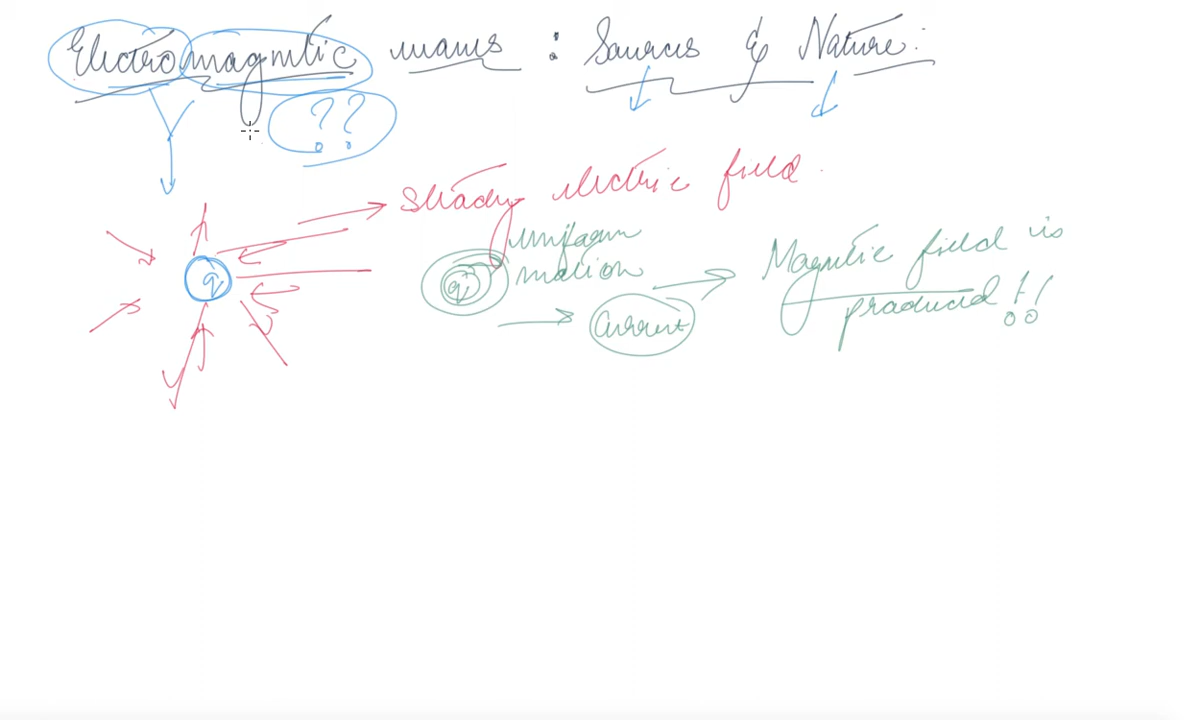 Electromagnetic waves : Sources & Nature:
??
Steady electric field.
q
q
uniform
motion
Current
Magnetic field is
produced !!